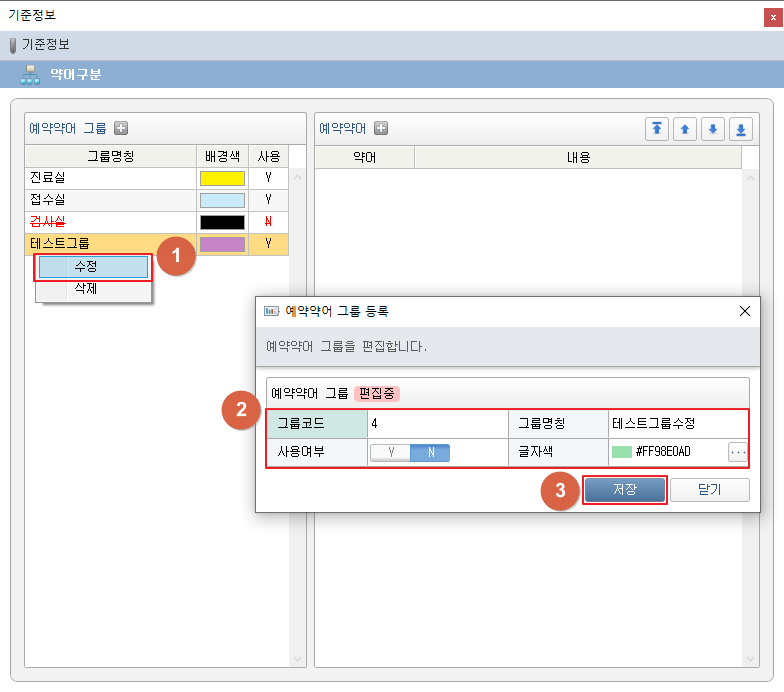 기준정보
x
기준정보
약어구분
예약약어 그룹
예약약어
그룹명칭 배경색 사용
약어 내용
진료실 Y
접수실 Y
검사실 N
테스트그룹 Y
1
수정
삭제
예약약어 그룹 등록
예약약어 그룹을 편집합니다.
예약약어 그룹 편집중
2
그룹코드 4 그룹명칭 테스트그룹수정
사용여부 Y N 글자색 #FF98E0AD ...
3
저장 닫기